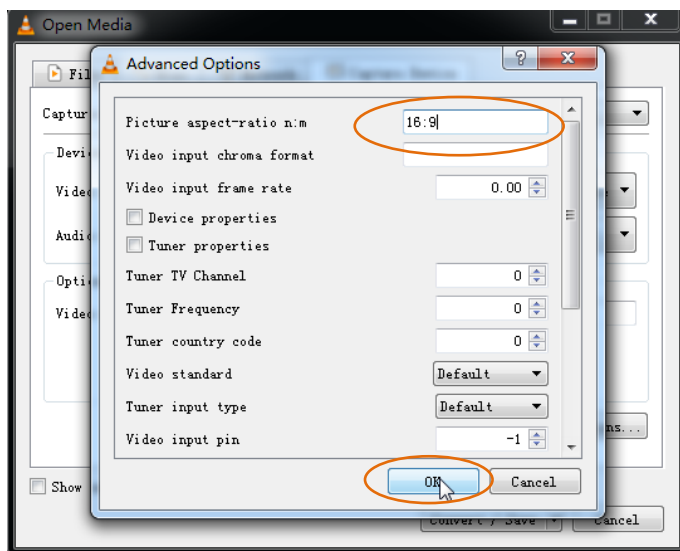 Open Media
Advanced Options
Fil
Captur
Picture aspect-ratio n:m 16:9
Devi
Video input chroma format
Video
Video input frame rate 0.00
Device properties
Audi
Tuner properties
Opti
Tuner TV Channel 0
Vide
Tuner Frequency 0
Tuner country code 0
Video standard Default
Tuner input type Default
Video input pin -1
ns...
OK Cancel
Show
Convert / Save Cancel